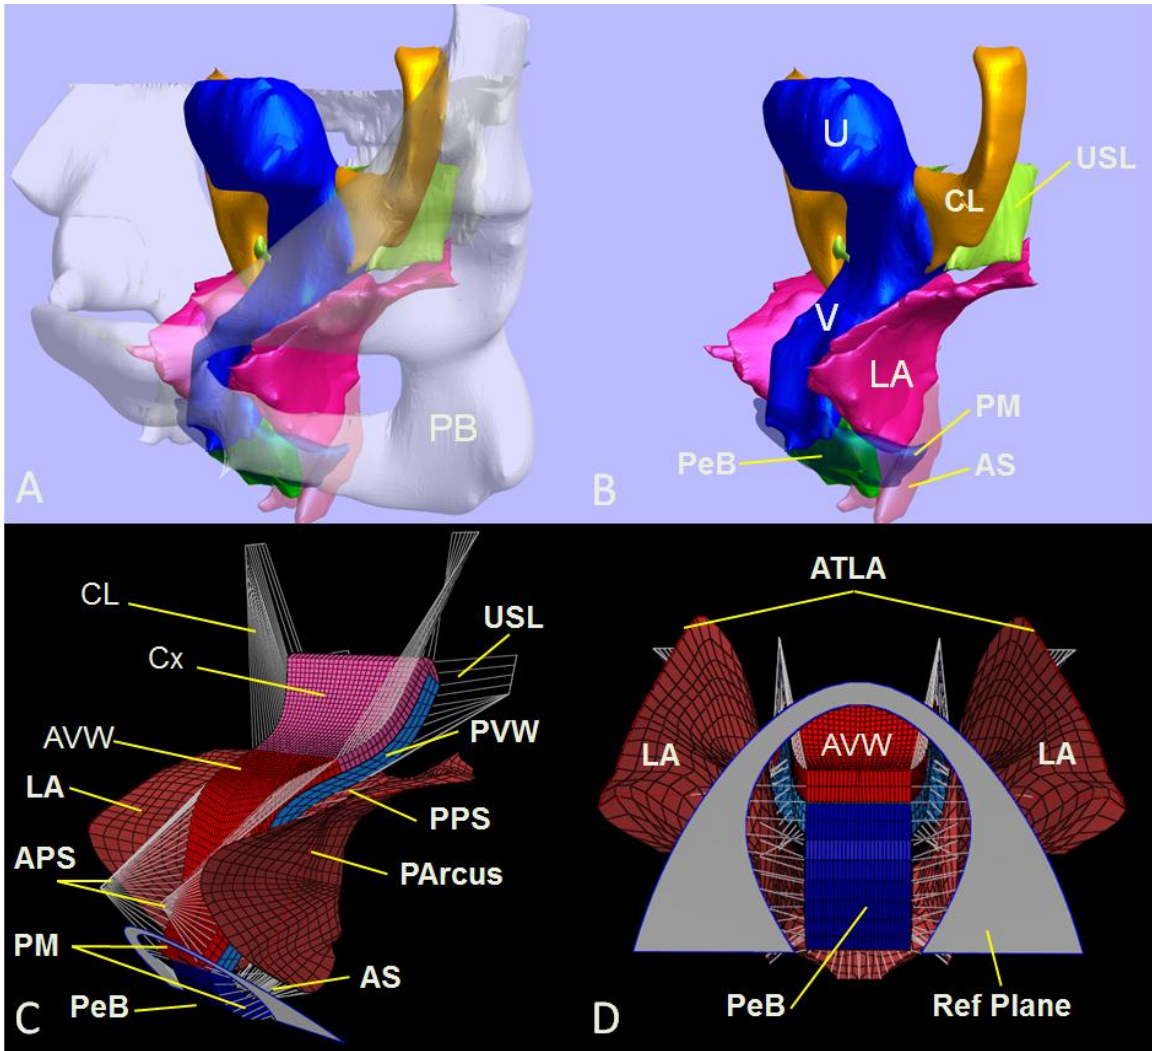 A
PB
U
CL
USL
V
LA
PM
PeB
AS
B
CL
Cx
USL
AVW
PVW
LA
PPS
APS
PArcus
PM
AS
PeB
C
ATLA
LA
AVW
LA
PeB
Ref Plane
D